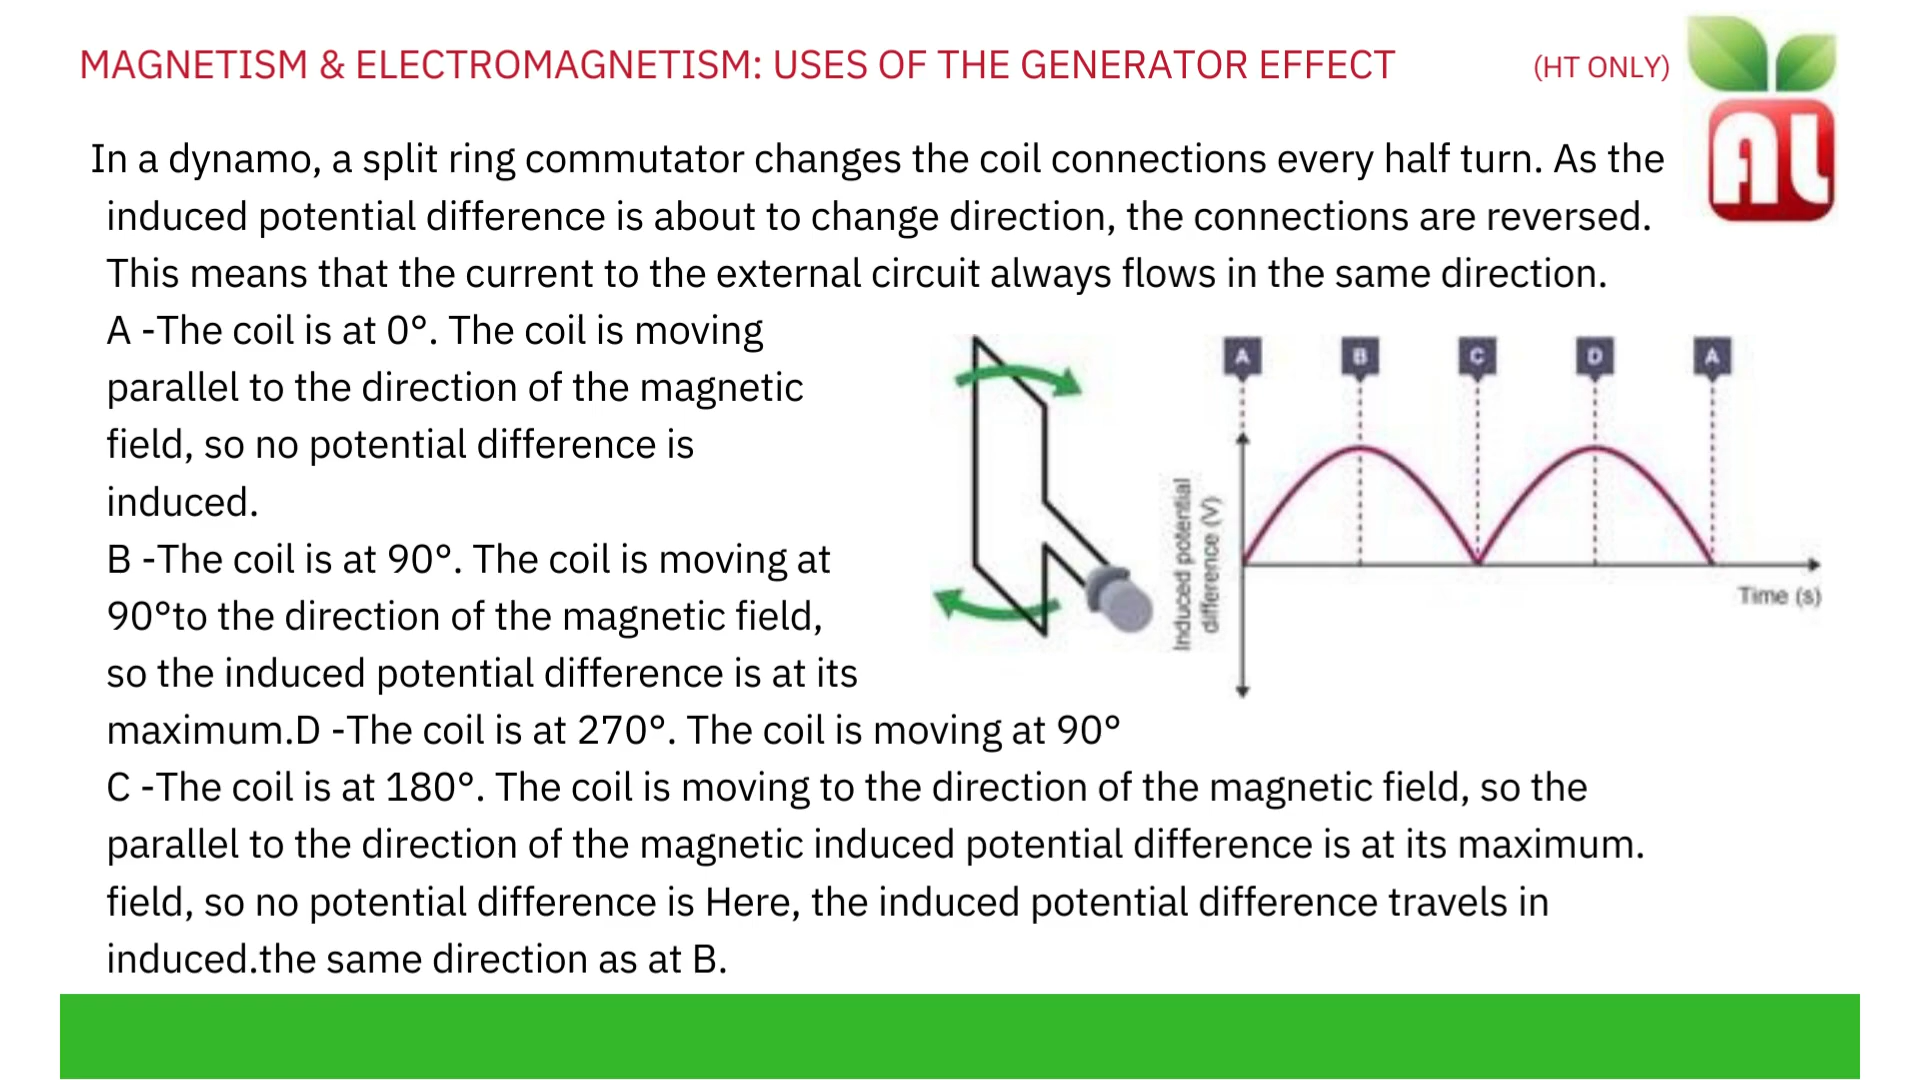 MAGNETISM & ELECTROMAGNETISM: USES OF THE GENERATOR EFFECT
(HT ONLY)
AL
In a dynamo, a split ring commutator changes the coil connections every half turn. As the
induced potential difference is about to change direction, the connections are reversed.
This means that the current to the external circuit always flows in the same direction.
A -The coil is at 0°. The coil is moving
parallel to the direction of the magnetic
field, so no potential difference is
induced.
B -The coil is at 90°. The coil is moving at
90°to the direction of the magnetic field,
so the induced potential difference is at its
maximum.D -The coil is at 270°. The coil is moving at 90°
C -The coil is at 180°. The coil is moving to the direction of the magnetic field, so the
parallel to the direction of the magnetic induced potential difference is at its maximum.
field, so no potential difference is Here, the induced potential difference travels in
induced.the same direction as at B.
A B C D A
Induced potential
difference (V)
Time (s)